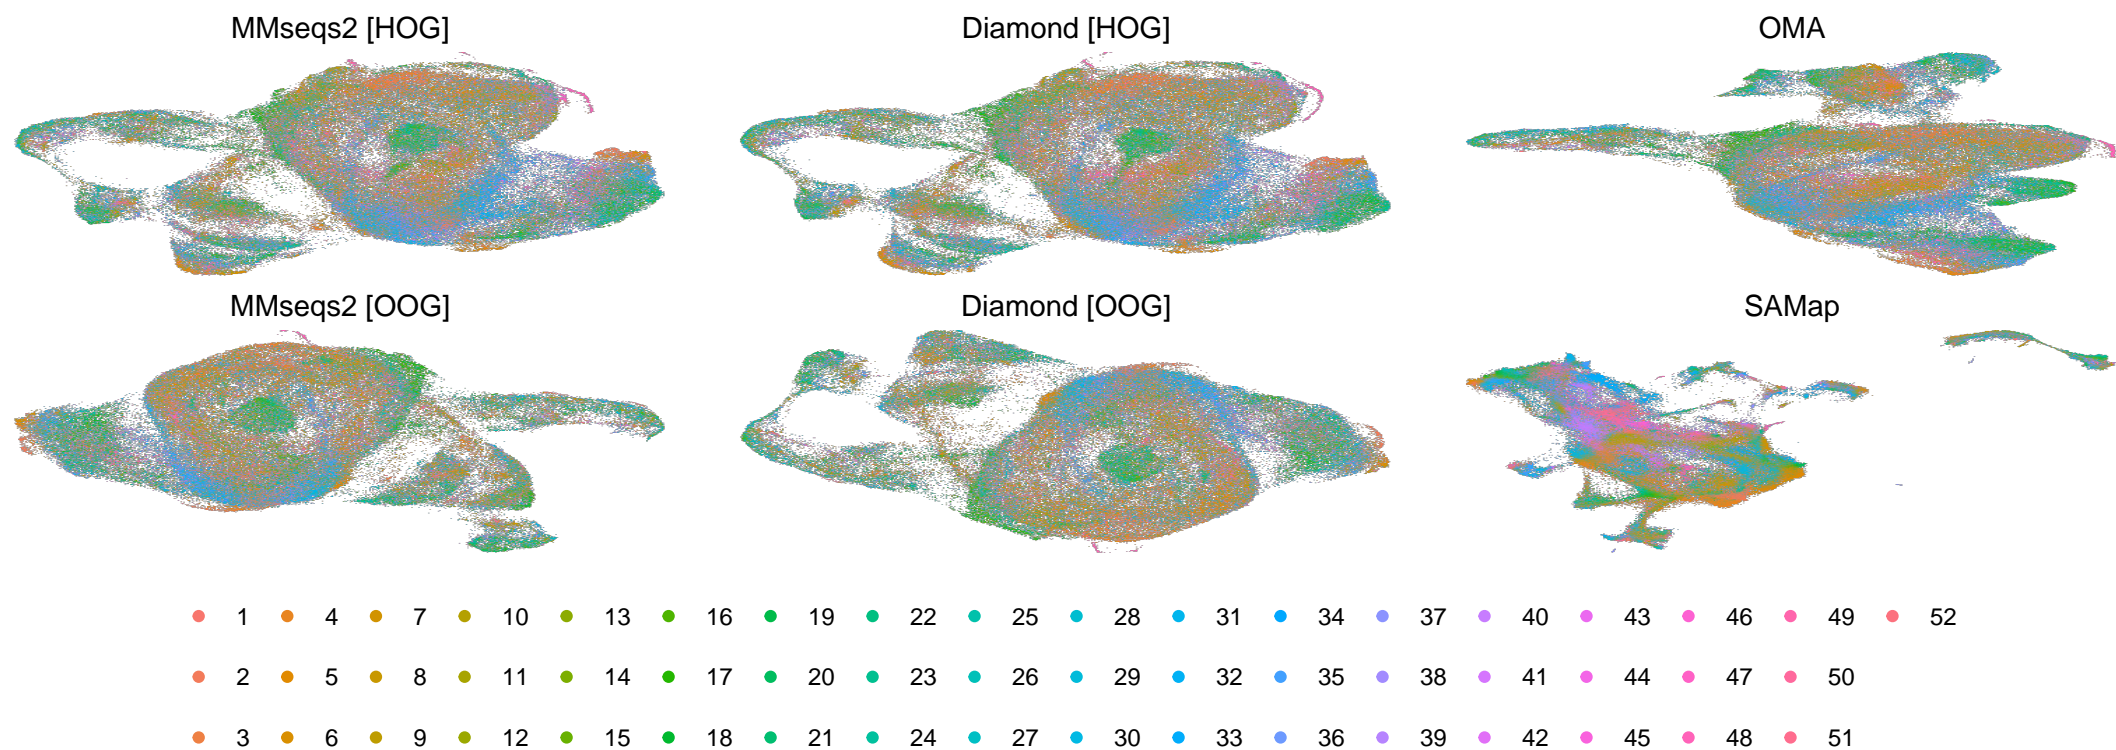 MMseqs2 [HOG] Diamond [HOG] OMA
MMseqs2 [OOG] Diamond [OOG] SAMap
1 4 7 10 13 16 19 22 25 28 31 34 37 40 43 46 49 52
2 5 8 11 14 17 20 23 26 29 32 35 38 41 44 47 50
3 6 9 12 15 18 21 24 27 30 33 36 39 42 45 48 51